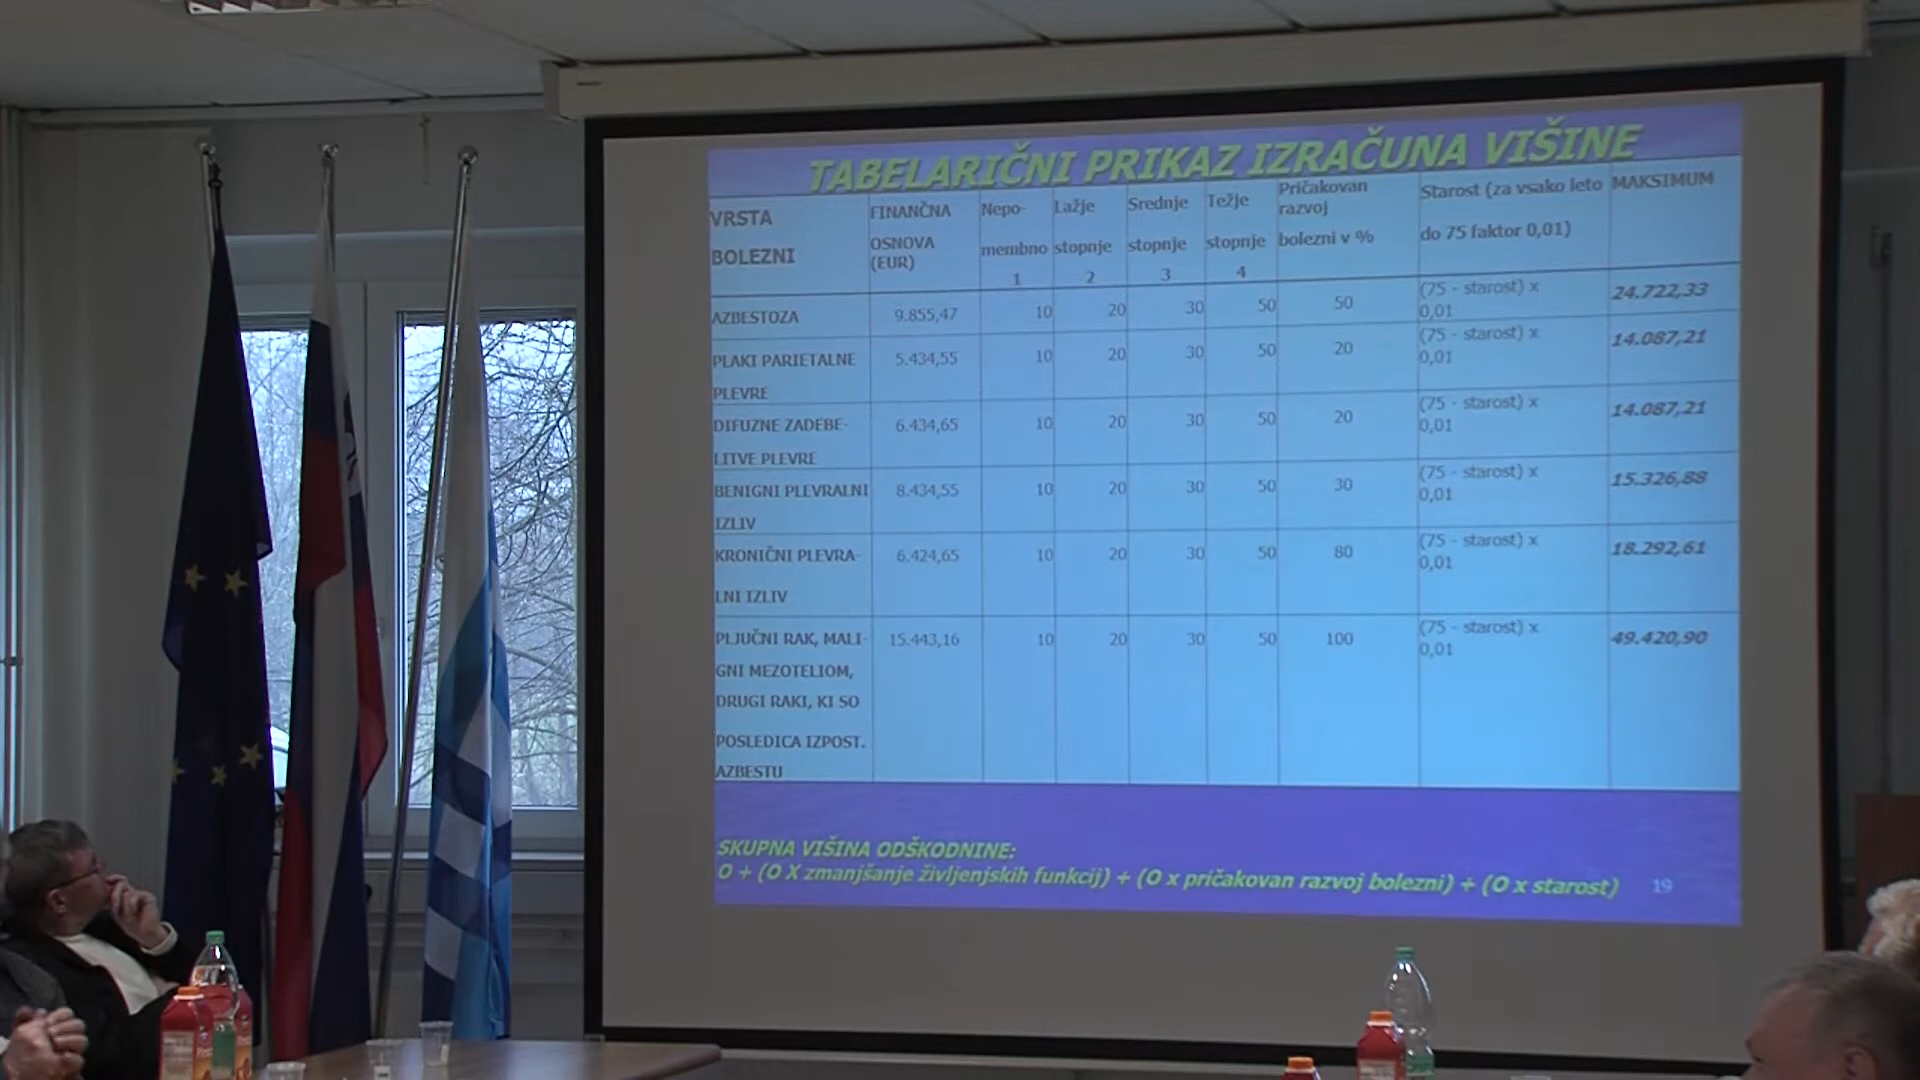 TABELARIČNI PRIKAZ IZRAČUNA VIŠINE
VRSTA BOLEZNI | FINANČNA OSNOVA (EUR) | Nepo- membno 1 | Lažje stopnje 2 | Srednje stopnje 3 | Težje stopnje 4 | Pričakovan razvoj bolezni v % | Starost (za vsako leto do 75 faktor 0,01) | MAKSIMUM
AZBESTOZA | 9.855,47 | 10 | 20 | 30 | 50 | 50 | (75 - starost) x 0,01 | 24.722,33
PLAKI PARIETALNE PLEVRE | 5.434,55 | 10 | 20 | 30 | 50 | 20 | (75 - starost) x 0,01 | 14.087,21
DIFUZNE ZADEBE- LITVE PLEVRE | 6.434,65 | 10 | 20 | 30 | 50 | 20 | (75 - starost) x 0,01 | 14.087,21
BENIGNI PLEVRALNI IZLIV | 8.434,55 | 10 | 20 | 30 | 50 | 30 | (75 - starost) x 0,01 | 15.326,88
KRONIČNI PLEVRA- LNI IZLIV | 6.424,65 | 10 | 20 | 30 | 50 | 80 | (75 - starost) x 0,01 | 18.292,61
PLJUČNI RAK, MALI- GNI MEZOTELIOM, DRUGI RAKI, KI SO POSLEDICA IZPOST. AZBESTU | 15.443,16 | 10 | 20 | 30 | 50 | 100 | (75 - starost) x 0,01 | 49.420,90
SKUPNA VIŠINA ODŠKODNINE:
O + (O X zmanjšanje življenjskih funkcij) + (O x pričakovan razvoj bolezni) + (O x starost)
19